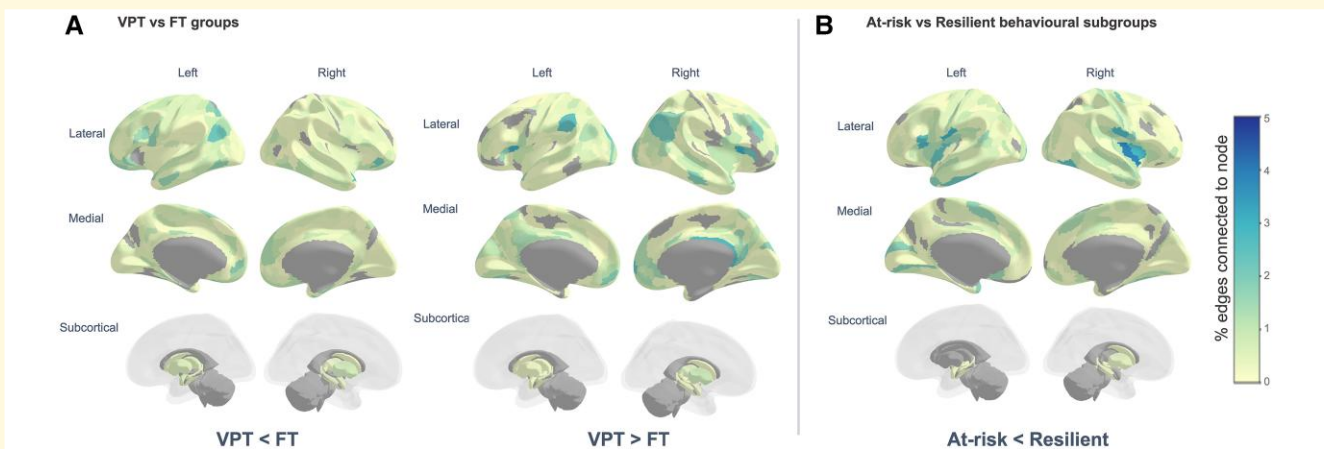 A VPT vs FT groups
Left Right
Lateral
Medial
Subcortical
VPT < FT
Left Right
Lateral
Medial
Subcortica
VPT > FT
B At-risk vs Resilient behavioural subgroups
Left Right
Lateral
Medial
Subcortical
At-risk < Resilient
% edges connected to node
5
4
3
2
1
0